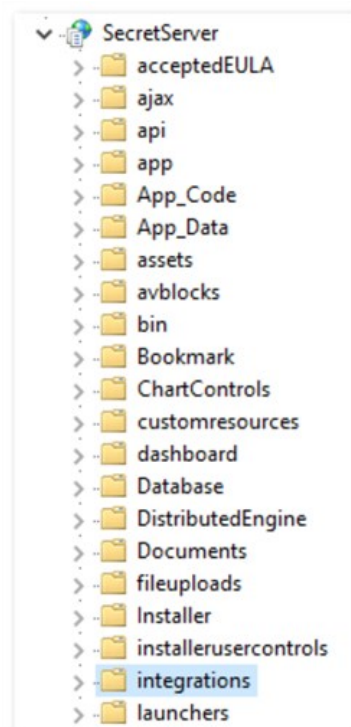 SecretServer
acceptedEULA
ajax
api
app
App_Code
App_Data
assets
avblocks
bin
Bookmark
ChartControls
customresources
dashboard
Database
DistributedEngine
Documents
fileuploads
Installer
installerusercontrols
integrations
launchers